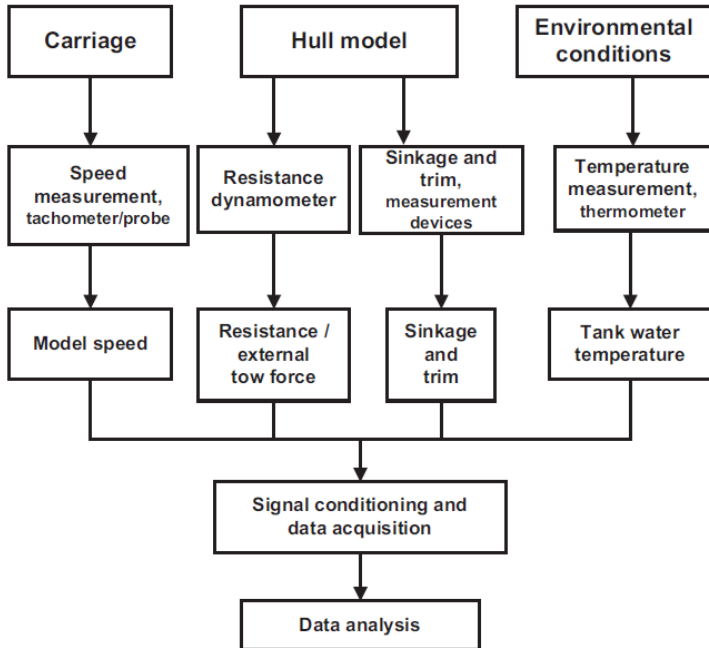 Carriage
Hull model
Environmental
conditions
Speed
measurement,
tachometer/probe
Resistance
dynamometer
Sinkage and
trim,
measurement
devices
Temperature
measurement,
thermometer
Model speed
Resistance /
external
tow force
Sinkage
and
trim
Tank water
temperature
Signal conditioning and
data acquisition
Data analysis